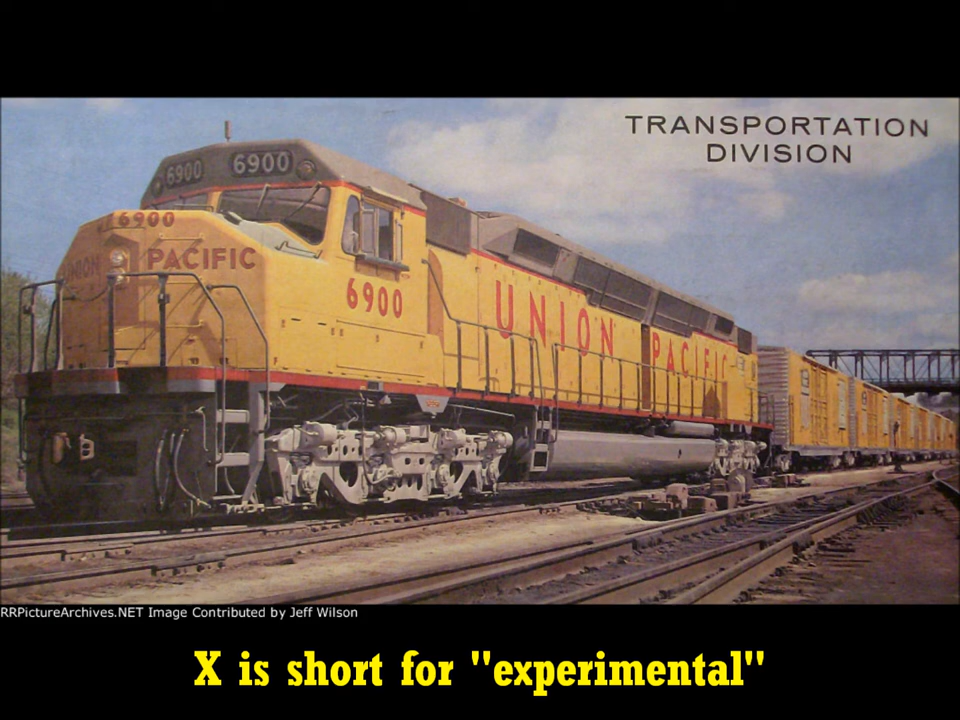 TRANSPORTATION
DIVISION
6900 6900
6900
UNION PACIFIC
6900
UNION PACIFIC
RRPictureArchives.NET Image Contributed by Jeff Wilson
X is short for "experimental"